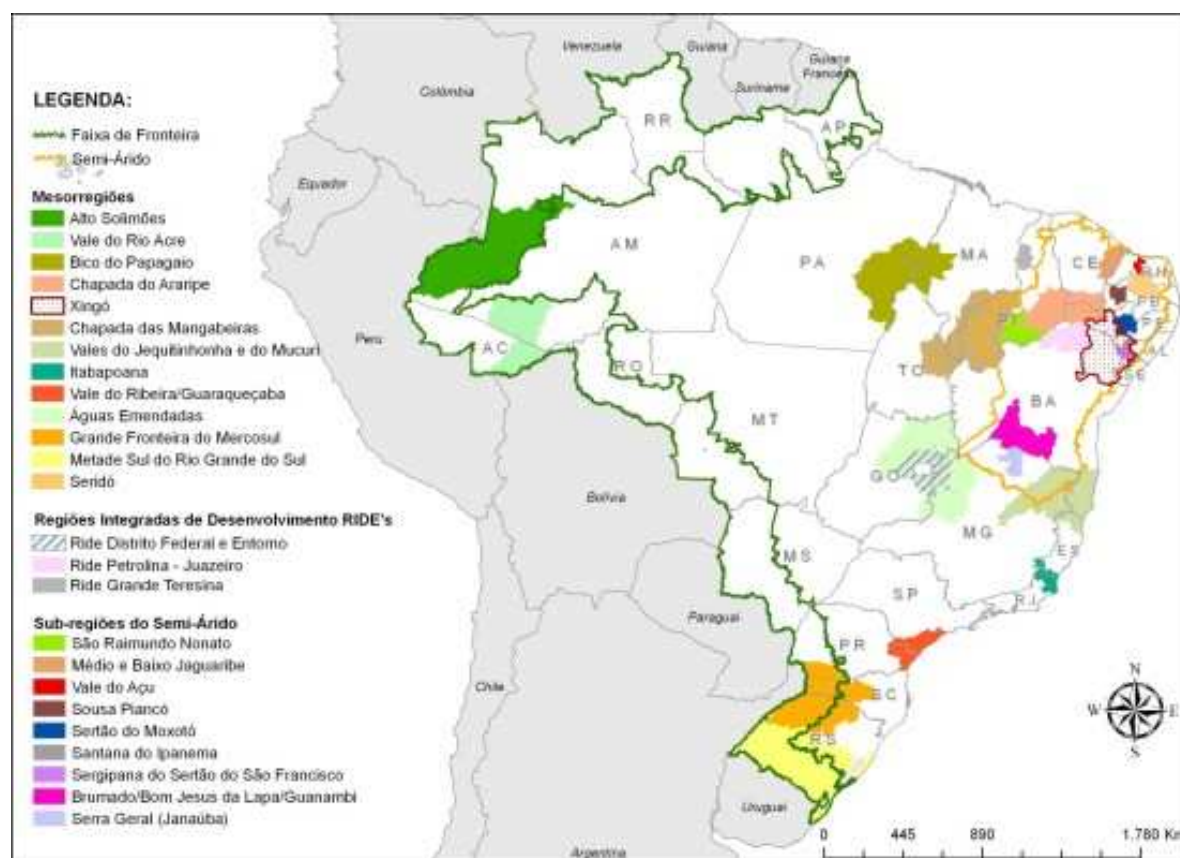 LEGENDA:
Faixa de Fronteira
Semi-Árido
Mesorregiões
Alto Solimões
Vale do Rio Acre
Bico do Papagaio
Chapada do Araripe
Xingó
Chapada das Mangabeiras
Vales do Jequitinhonha e do Mucuri
Itabapoana
Vale do Ribeira/Guaraqueçaba
Águas Emendadas
Grande Fronteira do Mercosul
Metade Sul do Rio Grande do Sul
Seridó
Regiões Integradas de Desenvolvimento RIDE's
Ride Distrito Federal e Entorno
Ride Petrolina - Juazeiro
Ride Grande Teresina
Sub-regiões do Semi-Árido
São Raimundo Nonato
Médio e Baixo Jaguaribe
Vale do Açu
Sousa Piancó
Sertão do Moxotó
Santana do Ipanema
Sergipana do Sertão do São Francisco
Brumado/Bom Jesus da Lapa/Guanambi
Serra Geral (Janaúba)
Venezuela
Guiana
Suriname
Guiana Francesa
Colômbia
Equador
Peru
Bolívia
Paraguai
Chile
Argentina
Uruguai
RR
AP
AM
PA
MA
CE
RN
PB
PE
PI
AL
SE
AC
RO
TO
BA
MT
GO
MG
ES
MS
SP
RJ
PR
SC
RS
N
W
E
S
0 445 890 1.780 Km